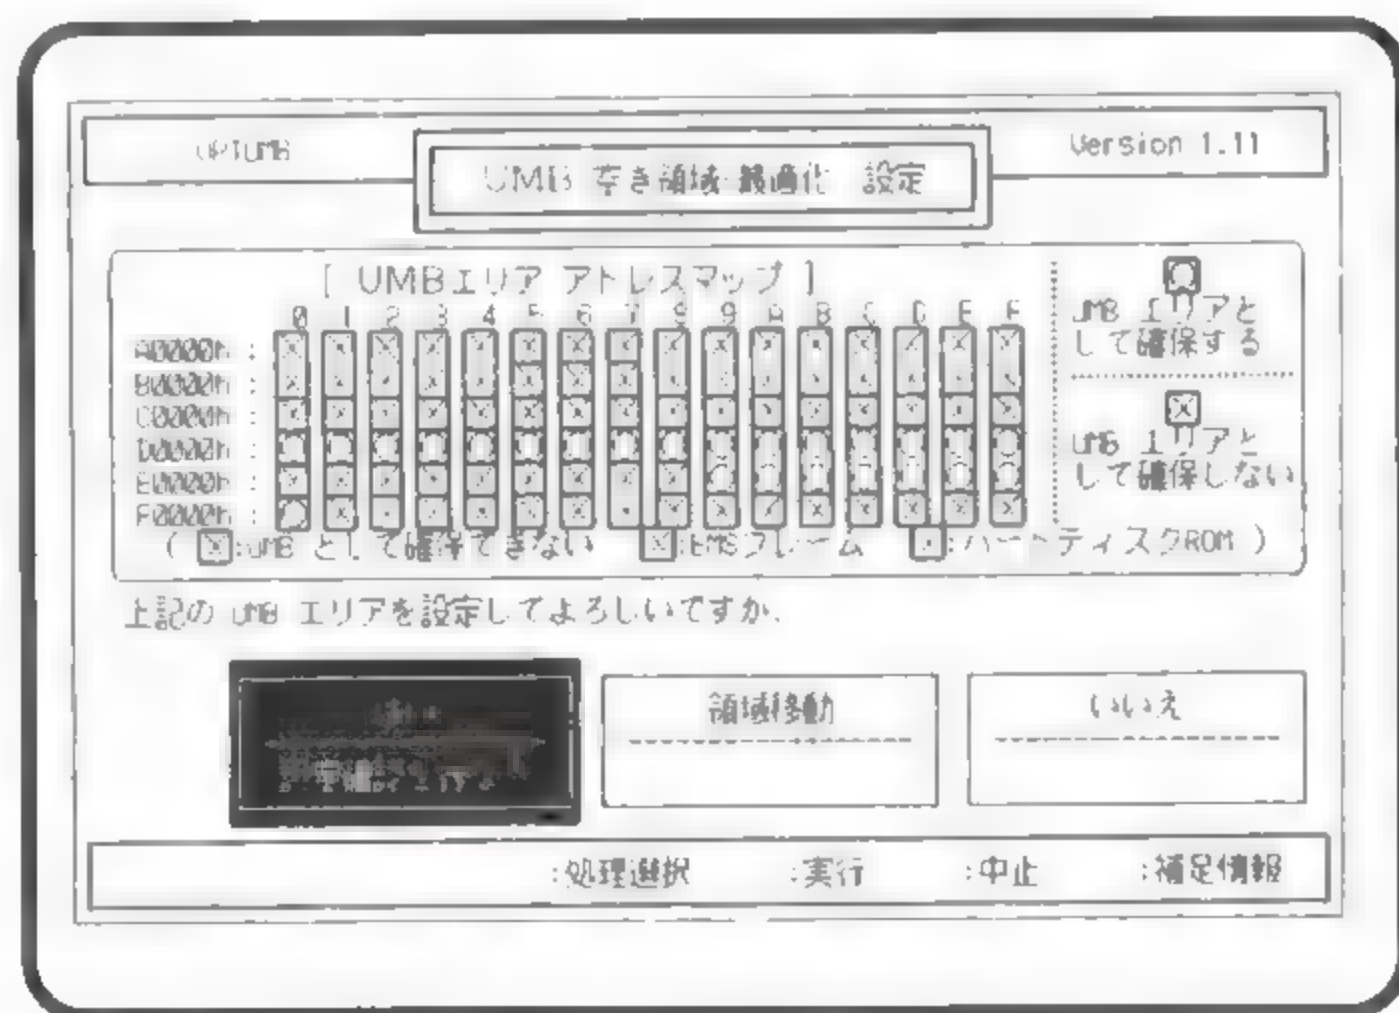 OPTUMB
UMB 空き領域 最適化 設定
Version 1.11
[ UMBエリア アドレスマップ ]
0 1 2 3 4 5 6 7 8 9 A B C D E F
A0000h :
B0000h :
C0000h :
D0000h :
E0000h :
F0000h :
( :UMB として確保できない :EMSフレーム :ハードディスクROM )
UMB エリアと
して確保する
UMB エリアと
して確保しない
上記の UMB エリアを設定してよろしいですか.
領域移動
いいえ
:処理選択 :実行 :中止 :補足情報